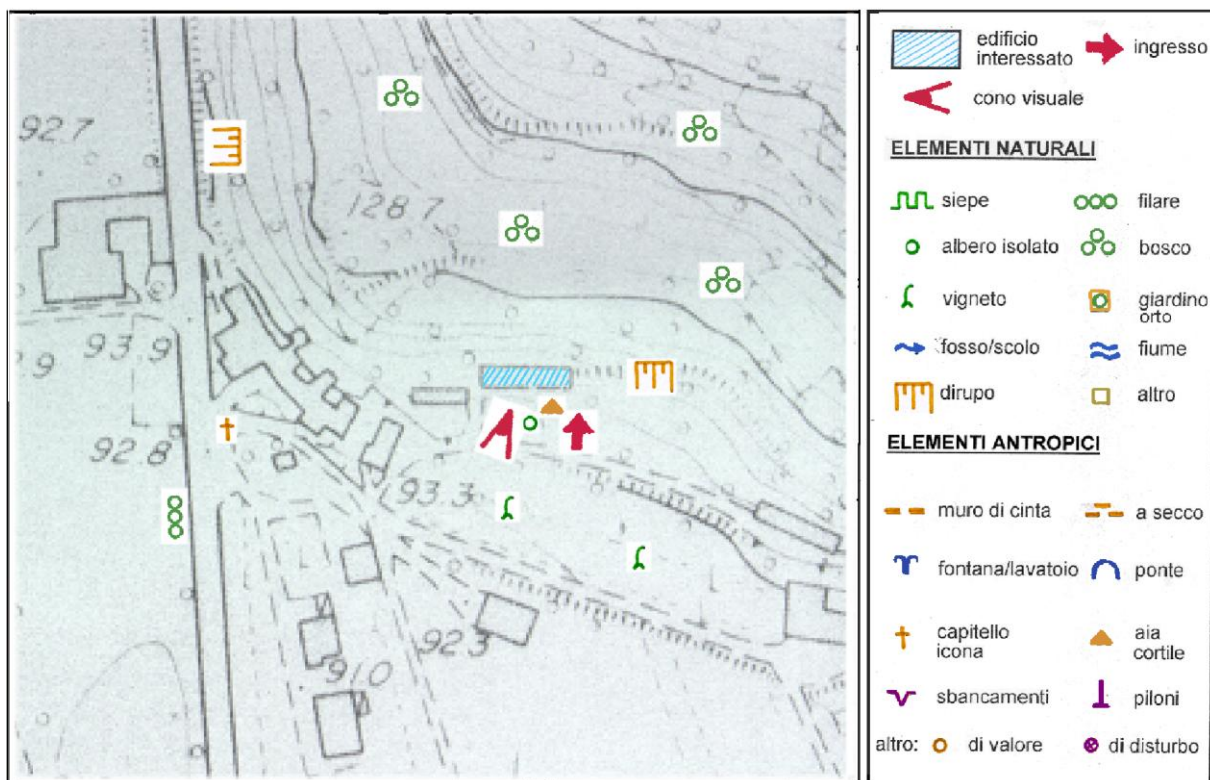 92.7
128.7
93.9
9
92.8
93.3
92.3
91.0
edificio interessato
ingresso
cono visuale
ELEMENTI NATURALI
siepe
filare
albero isolato
bosco
vigneto
giardino orto
fosso/scolo
fiume
dirupo
altro
ELEMENTI ANTROPICI
muro di cinta
a secco
fontana/lavatoio
ponte
capitello icona
aia cortile
sbancamenti
piloni
altro: di valore
di disturbo